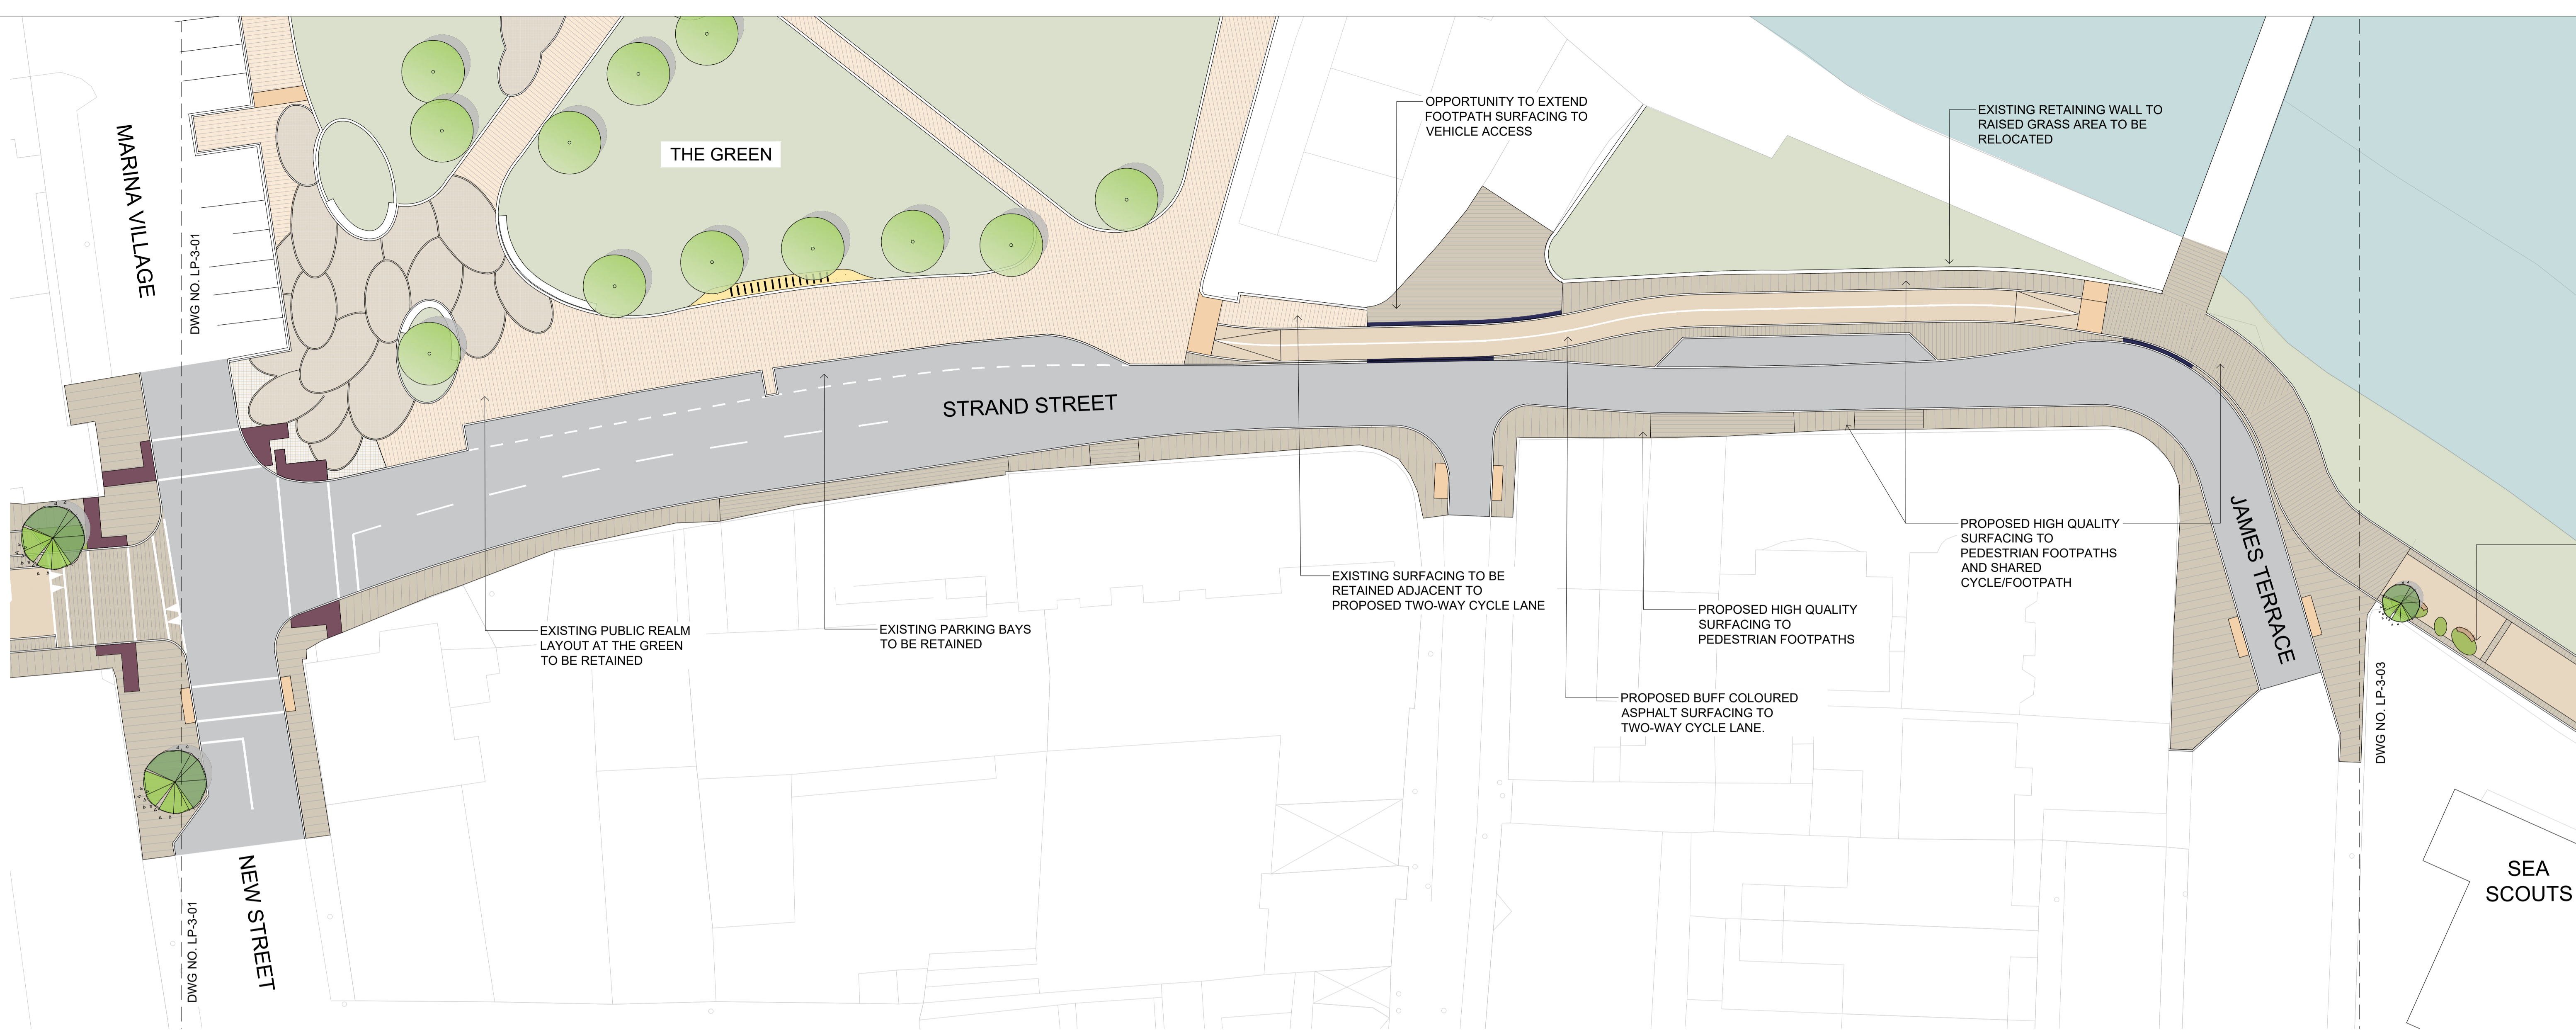 MARINA VILLAGE
DWG NO. LP-3-01
THE GREEN
OPPORTUNITY TO EXTEND
FOOTPATH SURFACING TO
VEHICLE ACCESS
EXISTING RETAINING WALL TO
RAISED GRASS AREA TO BE
RELOCATED
STRAND STREET
JAMES TERRACE
PROPOSED HIGH QUALITY
SURFACING TO
PEDESTRIAN FOOTPATHS
AND SHARED
CYCLE/FOOTPATH
EXISTING SURFACING TO BE
RETAINED ADJACENT TO
PROPOSED TWO-WAY CYCLE LANE
PROPOSED HIGH QUALITY
SURFACING TO
PEDESTRIAN FOOTPATHS
EXISTING PUBLIC REALM
LAYOUT AT THE GREEN
TO BE RETAINED
EXISTING PARKING BAYS
TO BE RETAINED
PROPOSED BUFF COLOURED
ASPHALT SURFACING TO
TWO-WAY CYCLE LANE.
DWG NO. LP-3-03
NEW STREET
DWG NO. LP-3-01
SEA
SCOUTS